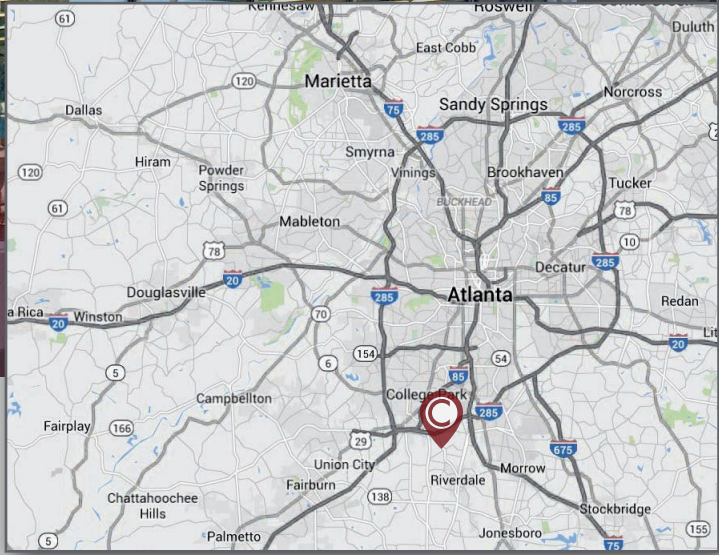 Kennesaw
Roswell
61
Duluth
East Cobb
120
Marietta
75
Norcross
Dallas
Sandy Springs
285
285
Smyrna
Hiram
Powder
Springs
Vinings
Brookhaven
120
Tucker
85
61
BUCKHEAD
78
Mableton
10
78
285
Decatur
20
Douglasville
285
Atlanta
Redan
a Rica
20
Winston
70
Lit
20
154
54
6
5
85
Campbellton
College Park
C
285
Fairplay
166
29
675
Union City
Morrow
Riverdale
Fairburn
Chattahoochee
Hills
138
Stockbridge
Palmetto
Jonesboro
155
5
75